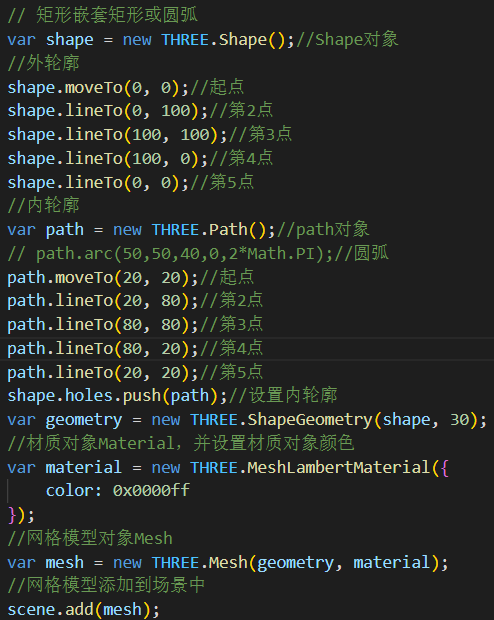 // 矩形嵌套矩形或圆弧
var shape = new THREE.Shape();//Shape对象
//外轮廓
shape.moveTo(0, 0);//起点
shape.lineTo(0, 100);//第2点
shape.lineTo(100, 100);//第3点
shape.lineTo(100, 0);//第4点
shape.lineTo(0, 0);//第5点
//内轮廓
var path = new THREE.Path();//path对象
// path.arc(50,50,40,0,2*Math.PI);//圆弧
path.moveTo(20, 20);//起点
path.lineTo(20, 80);//第2点
path.lineTo(80, 80);//第3点
path.lineTo(80, 20);//第4点
path.lineTo(20, 20);//第5点
shape.holes.push(path);//设置内轮廓
var geometry = new THREE.ShapeGeometry(shape, 30);
//材质对象Material，并设置材质对象颜色
var material = new THREE.MeshLambertMaterial({
    color: 0x0000ff
});
//网格模型对象Mesh
var mesh = new THREE.Mesh(geometry, material);
//网格模型添加到场景中
scene.add(mesh);